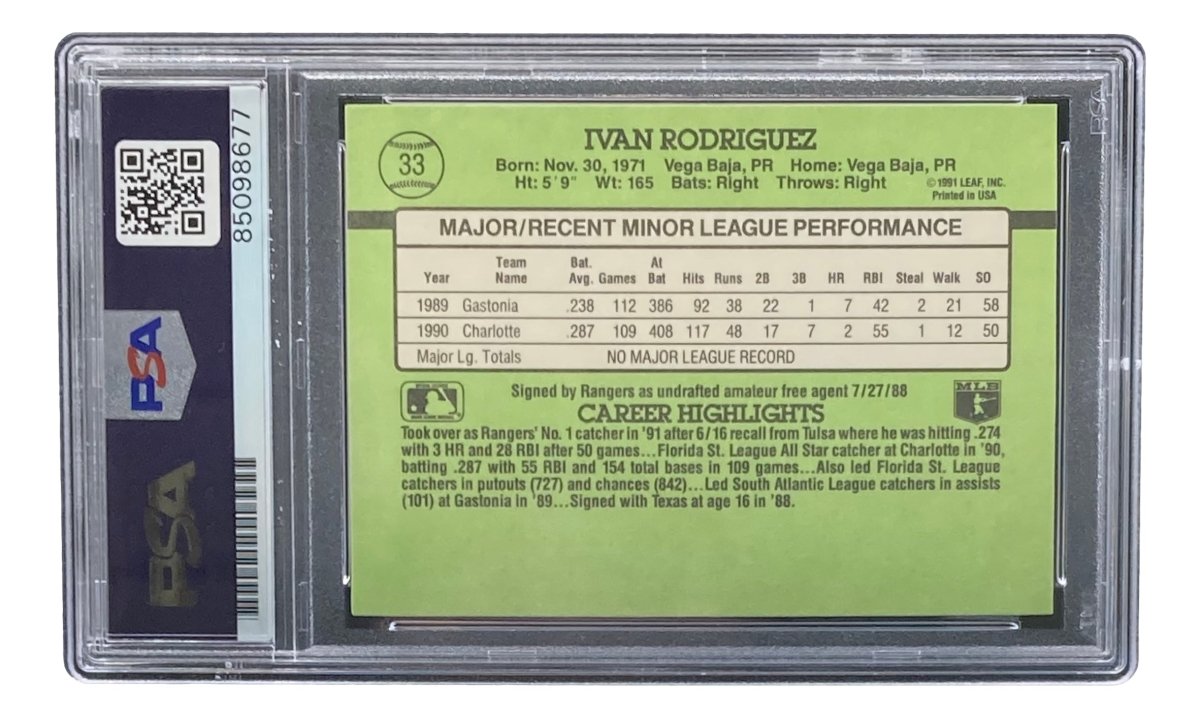 85098677
PSA
PSA
33
IVAN RODRIGUEZ
Born: Nov. 30, 1971 Vega Baja, PR Home: Vega Baja, PR
Ht: 5'9" Wt: 165 Bats: Right Throws: Right
©1991 LEAF, INC.
Printed in USA
MAJOR/RECENT MINOR LEAGUE PERFORMANCE
Year Team Name Bat. Avg. Games At Bat Hits Runs 2B 3B HR RBI Steal Walk SO
1989 Gastonia .238 112 386 92 38 22 1 7 42 2 21 58
1990 Charlotte .287 109 408 117 48 17 7 2 55 1 12 50
Major Lg. Totals NO MAJOR LEAGUE RECORD
Signed by Rangers as undrafted amateur free agent 7/27/88
MLB
CAREER HIGHLIGHTS
Took over as Rangers' No. 1 catcher in '91 after 6/16 recall from Tulsa where he was hitting .274
with 3 HR and 28 RBI after 50 games...Florida St. League All Star catcher at Charlotte in '90,
batting .287 with 55 RBI and 154 total bases in 109 games...Also led Florida St. League
catchers in putouts (727) and chances (842)...Led South Atlantic League catchers in assists
(101) at Gastonia in '89...Signed with Texas at age 16 in '88.
PSA